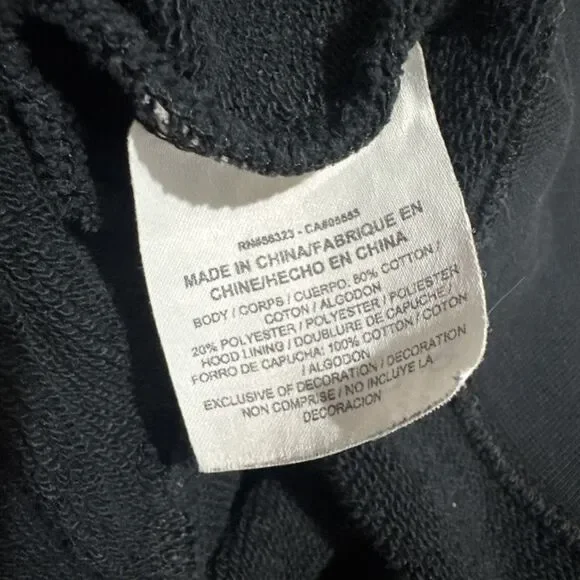 RN#56323 - CA#05553
MADE IN CHINA/FABRIQUE EN
CHINE/HECHO EN CHINA
BODY / CORPS / CUERPO: 80% COTTON /
COTON / ALGODON
20% POLYESTER / POLYESTER / POLIESTER
HOOD LINING / DOUBLURE DE CAPUCHE /
FORRO DE CAPUCHA: 100% COTTON / COTON
/ ALGODON
EXCLUSIVE OF DECORATION / DECORATION
NON COMPRISE / NO INCLUYE LA
DECORACION